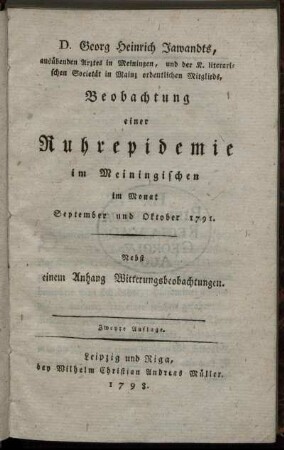 D. Georg Heinrich Jawandts,
ausübenden Arztes in Meiningen, und der K. literari-
schen Societät in Mainz ordentlichen Mitglieds,
Beobachtung
einer
Ruhrepidemie
im Meiningischen
im Monat
September und Oktober 1791.
Nebst
einem Anhang Witterungsbeobachtungen.
Zweyte Auflage.
Leipzig und Riga,
bey Wilhelm Christian Andreas Müller.
1798.